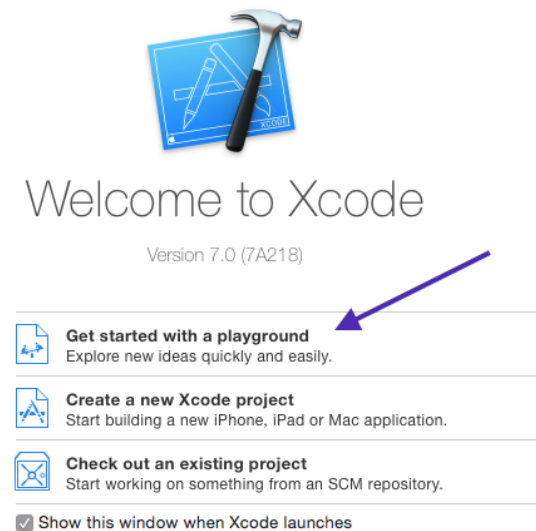 XCODE
Welcome to Xcode
Version 7.0 (7A218)
Get started with a playground
Explore new ideas quickly and easily.
Create a new Xcode project
Start building a new iPhone, iPad or Mac application.
Check out an existing project
Start working on something from an SCM repository.
Show this window when Xcode launches